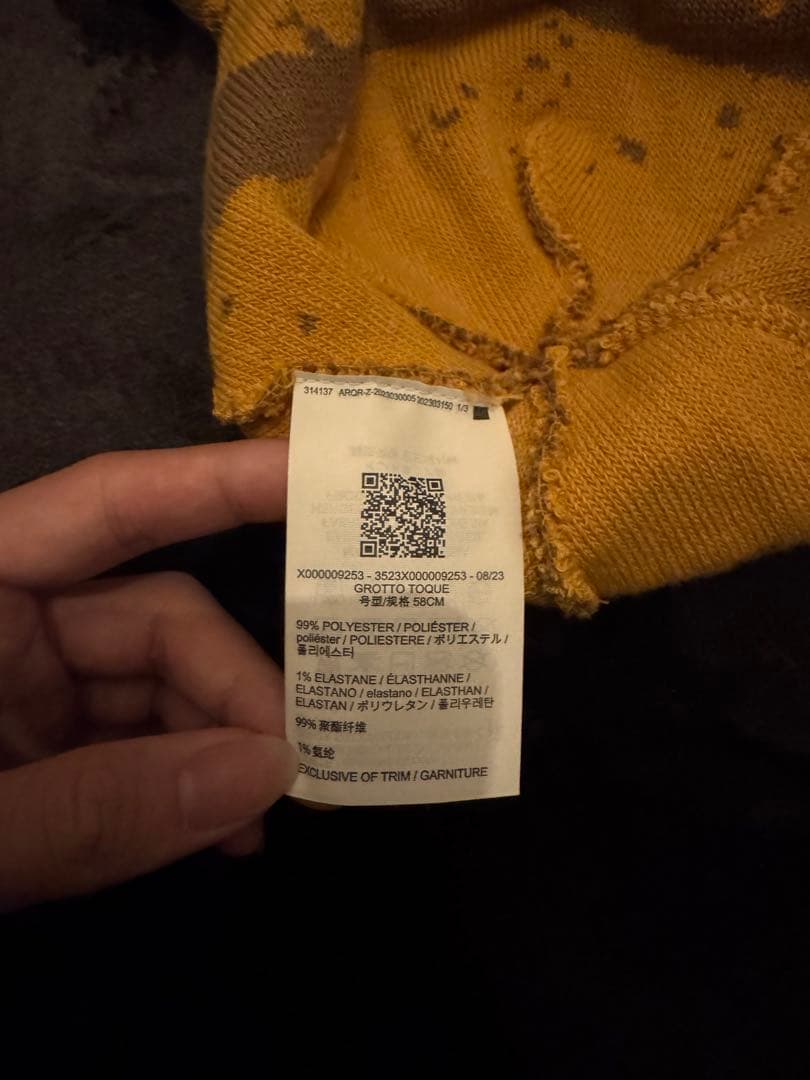 314137 ARQR-Z-2023030005 202303150 1/3
X000009253 - 3523X000009253 - 08/23
GROTTO TOQUE
号型/规格 58CM
99% POLYESTER / POLIÉSTER /
poliéster / POLIESTERE / ポリエステル /
폴리에스터
1% ELASTANE / ÉLASTHANNE /
ELASTANO / elastano / ELASTHAN /
ELASTAN / ポリウレタン / 폴리우레탄
99% 聚酯纤维
1% 氨纶
EXCLUSIVE OF TRIM / GARNITURE